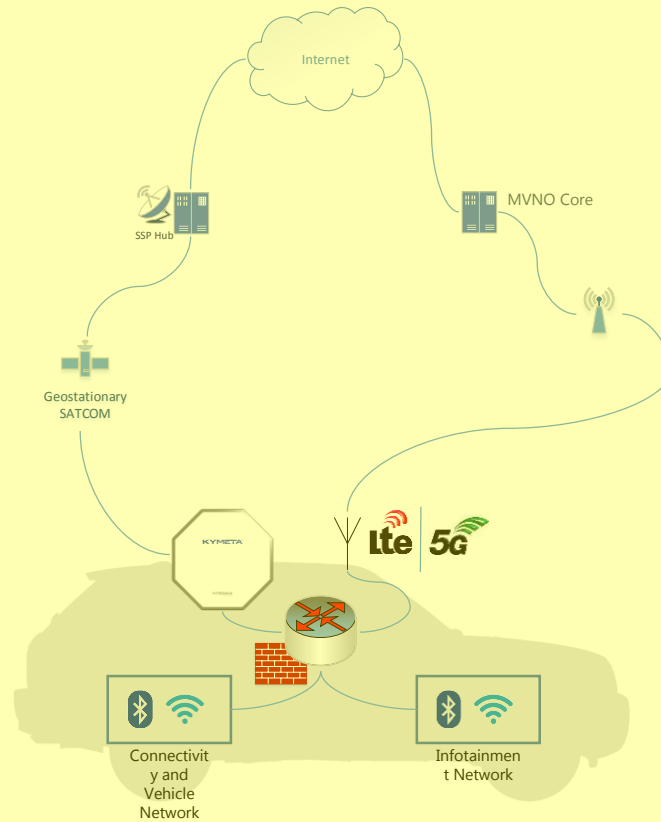 Internet
MVNO Core
SSP Hub
Geostationary
SATCOM
KYMETA
Lte
5G
Connectivit
y and
Vehicle
Network
Infotainmen
t Network